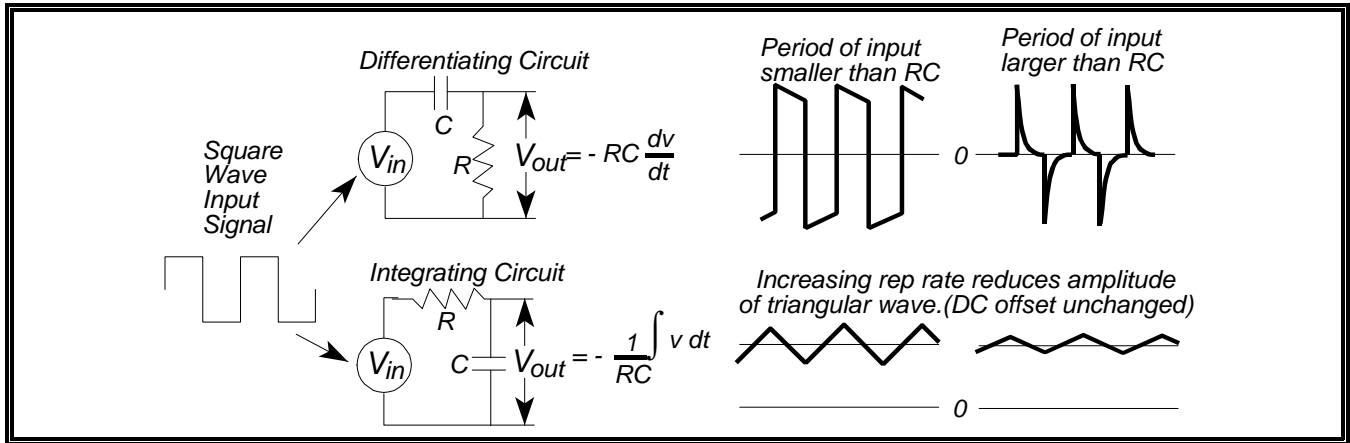 Differentiating Circuit
C
V_in
R
V_out = - RC dv/dt
Square
Wave
Input
Signal
Period of input
smaller than RC
0
Period of input
larger than RC
Integrating Circuit
R
V_in
C
V_out = - 1/RC ∫ v dt
Increasing rep rate reduces amplitude
of triangular wave.(DC offset unchanged)
0